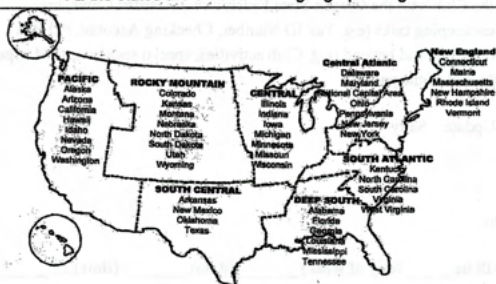 PACIFIC
Alaska
Arizona
California
Hawaii
Idaho
Nevada
Oregon
Washington
ROCKY MOUNTAIN
Colorado
Kansas
Montana
Nebraska
North Dakota
South Dakota
Utah
Wyoming
CENTRAL
Illinois
Indiana
Iowa
Michigan
Minnesota
Missouri
Wisconsin
Central Atlantic
Delaware
Maryland
National Capital Area
Ohio
Pennsylvania
New Jersey
New York
New England
Connecticut
Maine
Massachusetts
New Hampshire
Rhode Island
Vermont
SOUTH CENTRAL
Arkansas
New Mexico
Oklahoma
Texas
DEEP SOUTH
Alabama
Florida
Georgia
Louisiana
Mississippi
Tennessee
SOUTH ATLANTIC
Kentucky
North Carolina
South Carolina
Virginia
West Virginia